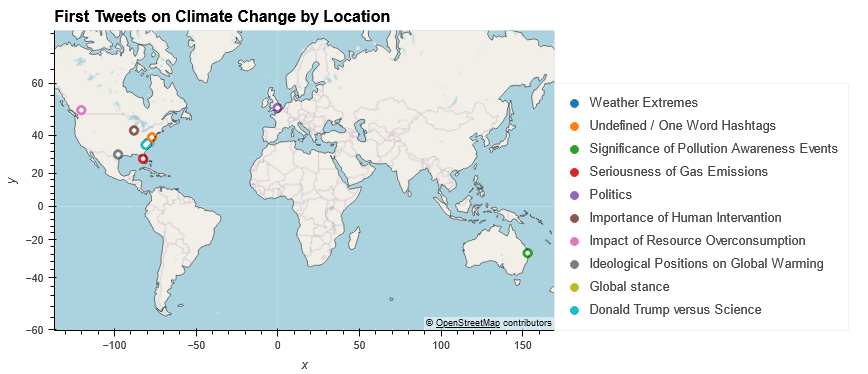 First Tweets on Climate Change by Location
60
40
20
0
−20
−40
−60
y
−100
−50
0
50
100
150
x
© OpenStreetMap contributors
Weather Extremes
Undefined / One Word Hashtags
Significance of Pollution Awareness Events
Seriousness of Gas Emissions
Politics
Importance of Human Intervantion
Impact of Resource Overconsumption
Ideological Positions on Global Warming
Global stance
Donald Trump versus Science